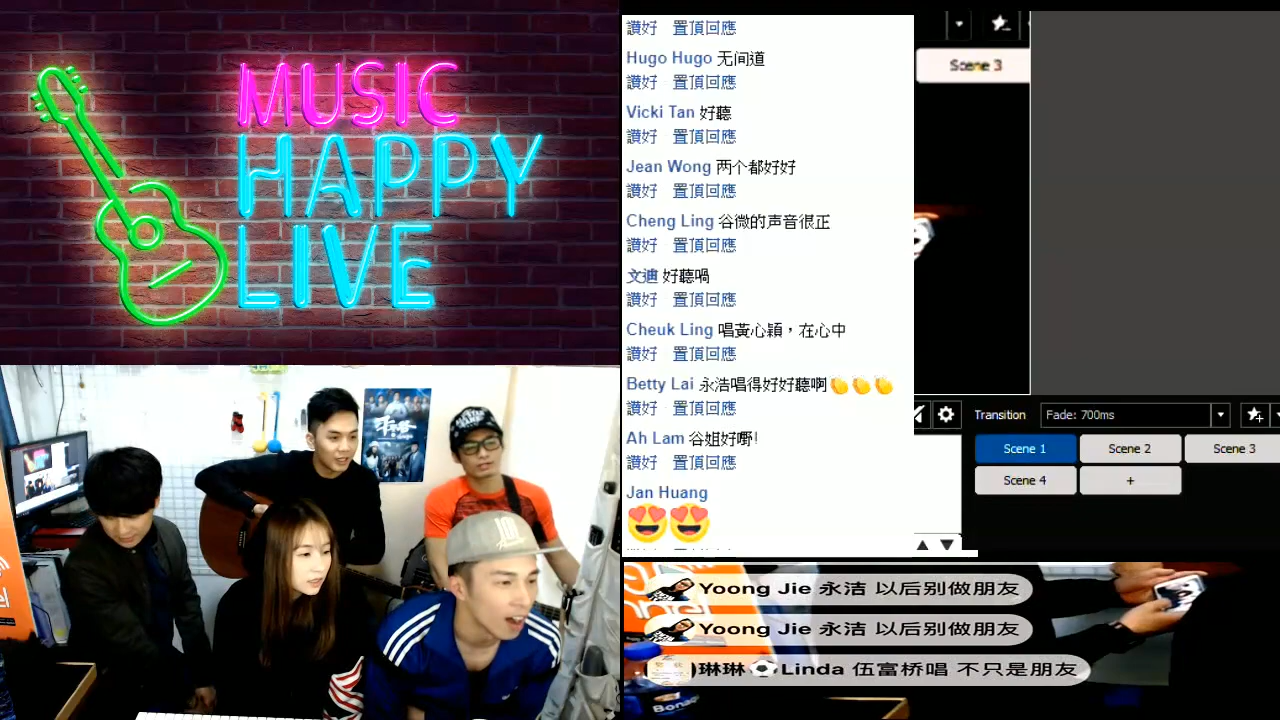 MUSIC
HAPPY
LIVE
讚好 置頂回應
Hugo Hugo 无间道
讚好 置頂回應
Vicki Tan 好聽
讚好 置頂回應
Jean Wong 两个都好好
讚好 置頂回應
Cheng Ling 谷微的声音很正
讚好 置頂回應
文迪 好聽喎
讚好 置頂回應
Cheuk Ling 唱黃心穎，在心中
讚好 置頂回應
Betty Lai 永浩唱得好好聽啊👏👏👏
讚好 置頂回應
Ah Lam 谷姐好嘢!
讚好 置頂回應
Jan Huang
😍😍
Scene 3
Transition Fade: 700ms
Scene 1 Scene 2 Scene 3
Scene 4 +
Yoong Jie 永洁 以后别做朋友
Yoong Jie 永洁 以后别做朋友
琳琳⚽Linda 伍富桥唱 不只是朋友